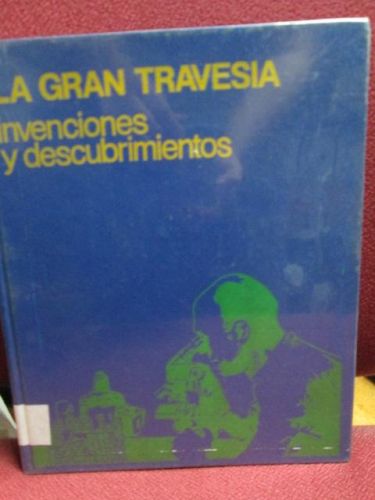 LA GRAN TRAVESIA
invenciones
y descubrimientos